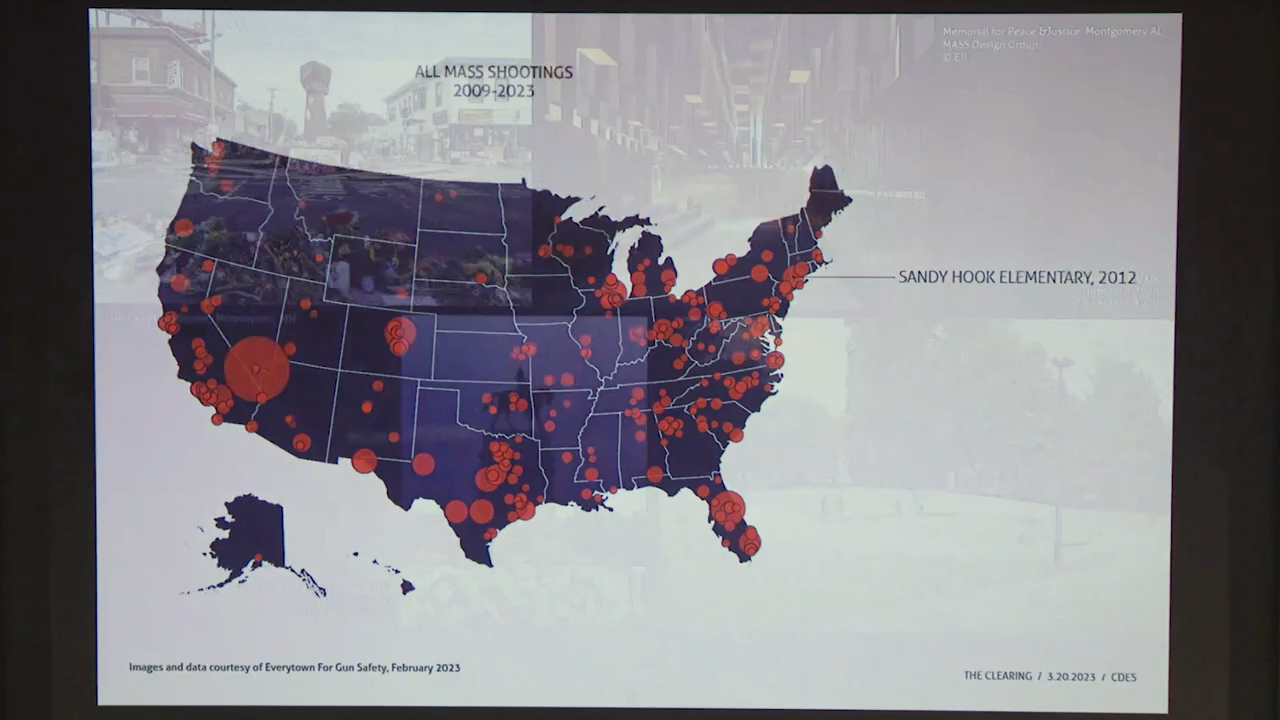 Memorial for Peace &Justice. Montgomery AL.
MASS Design Group
© EJI
ALL MASS SHOOTINGS
2009-2023
SANDY HOOK ELEMENTARY, 2012
Images and data courtesy of Everytown For Gun Safety, February 2023
THE CLEARING / 3.20.2023 / CDES